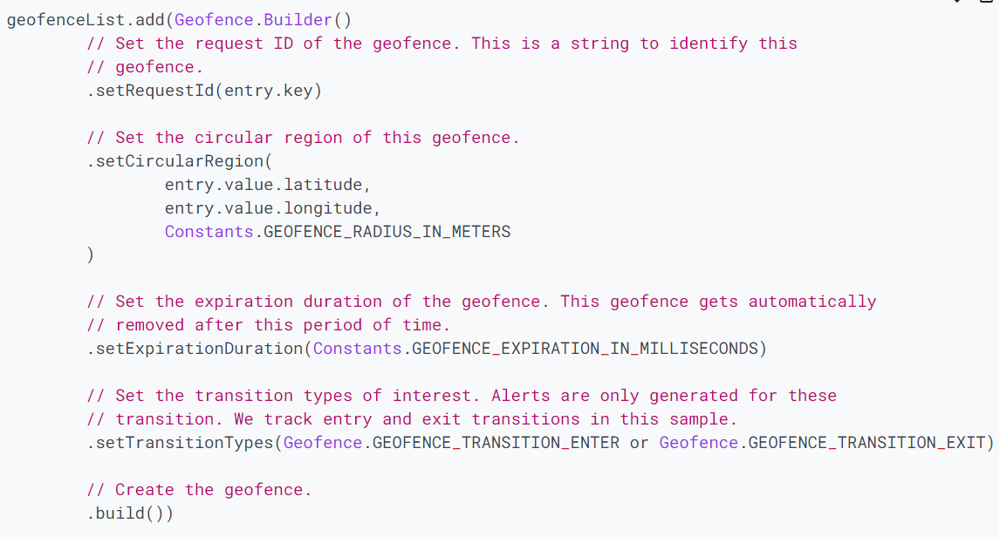 geofenceList.add(Geofence.Builder()
// Set the request ID of the geofence. This is a string to identify this
// geofence.
.setRequestId(entry.key)
// Set the circular region of this geofence.
.setCircularRegion(
entry.value.latitude,
entry.value.longitude,
Constants.GEOFENCE_RADIUS_IN_METERS
)
// Set the expiration duration of the geofence. This geofence gets automatically
// removed after this period of time.
.setExpirationDuration(Constants.GEOFENCE_EXPIRATION_IN_MILLISECONDS)
// Set the transition types of interest. Alerts are only generated for these
// transition. We track entry and exit transitions in this sample.
.setTransitionTypes(Geofence.GEOFENCE_TRANSITION_ENTER or Geofence.GEOFENCE_TRANSITION_EXIT)
// Create the geofence.
.build())